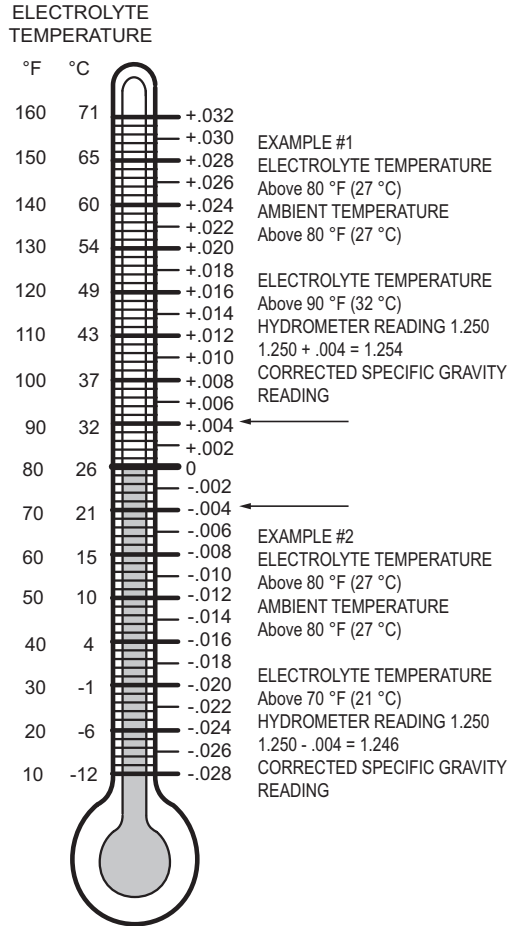 ELECTROLYTE
TEMPERATURE
°F °C
160 71 +.032
+.030
150 65 +.028
+.026
140 60 +.024
+.022
130 54 +.020
+.018
120 49 +.016
+.014
110 43 +.012
+.010
100 37 +.008
+.006
90 32 +.004
+.002
80 26 0
-.002
70 21 -.004
-.006
60 15 -.008
-.010
50 10 -.012
-.014
40 4 -.016
-.018
30 -1 -.020
-.022
20 -6 -.024
-.026
10 -12 -.028
EXAMPLE #1
ELECTROLYTE TEMPERATURE
Above 80 °F (27 °C)
AMBIENT TEMPERATURE
Above 80 °F (27 °C)
ELECTROLYTE TEMPERATURE
Above 90 °F (32 °C)
HYDROMETER READING 1.250
1.250 + .004 = 1.254
CORRECTED SPECIFIC GRAVITY
READING
EXAMPLE #2
ELECTROLYTE TEMPERATURE
Above 80 °F (27 °C)
AMBIENT TEMPERATURE
Above 80 °F (27 °C)
ELECTROLYTE TEMPERATURE
Above 70 °F (21 °C)
HYDROMETER READING 1.250
1.250 - .004 = 1.246
CORRECTED SPECIFIC GRAVITY
READING